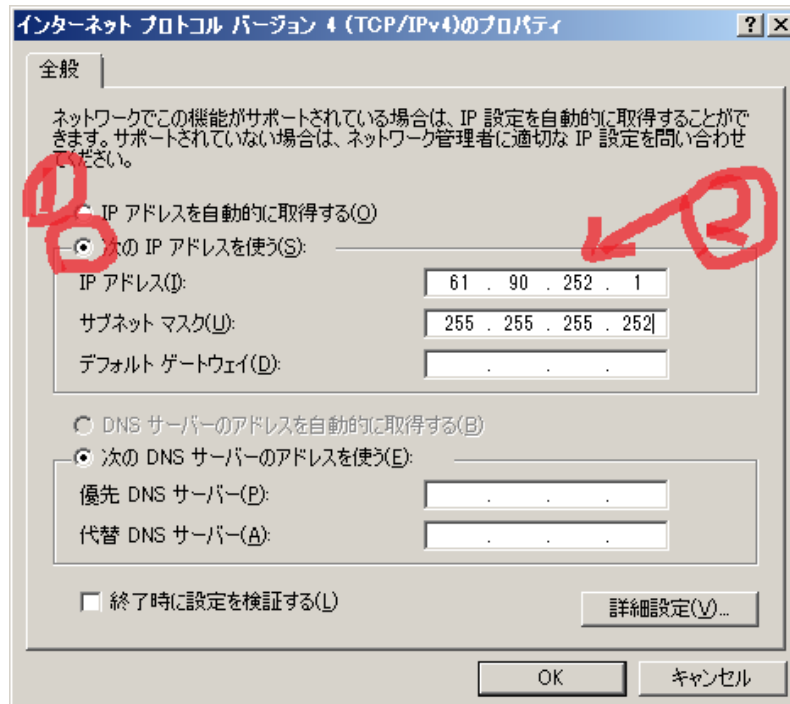 インターネット プロトコル バージョン 4 (TCP/IPv4)のプロパティ
全般
ネットワークでこの機能がサポートされている場合は、IP 設定を自動的に取得することがで
きます。サポートされていない場合は、ネットワーク管理者に適切な IP 設定を問い合わせ
てください。
①
②
IP アドレスを自動的に取得する(O)
次の IP アドレスを使う(S):
IP アドレス(I): 61 . 90 . 252 . 1
サブネット マスク(U): 255 . 255 . 255 . 252
デフォルト ゲートウェイ(D): . . .
DNS サーバーのアドレスを自動的に取得する(B)
次の DNS サーバーのアドレスを使う(E):
優先 DNS サーバー(P): . . .
代替 DNS サーバー(A): . . .
終了時に設定を検証する(L)
詳細設定(V)...
OK キャンセル